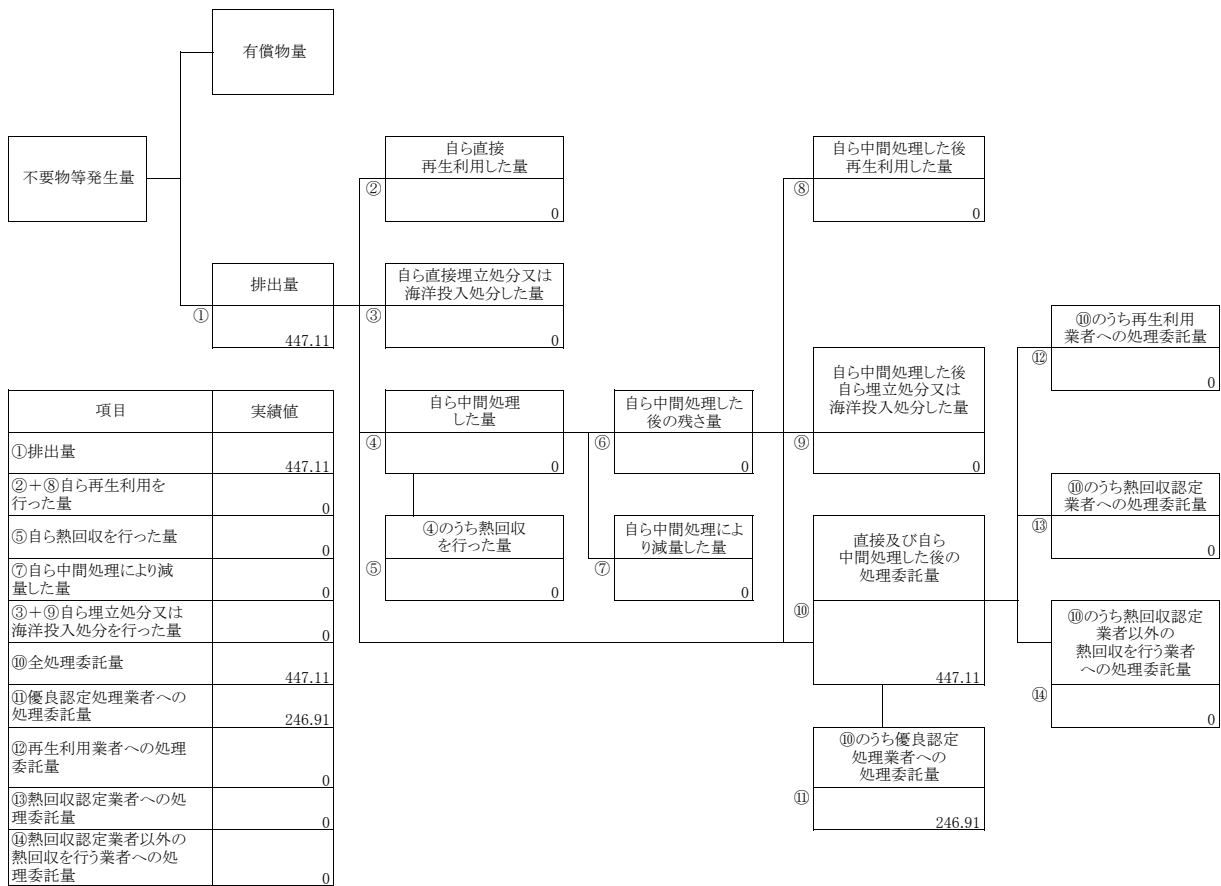 有償物量
不要物等発生量
排出量
①
447.11
自ら直接
再生利用した量
②
0
自ら直接埋立処分又は
海洋投入処分した量
③
0
自ら中間処理
した量
④
0
④のうち熱回収
を行った量
⑤
0
自ら中間処理した
後の残さ量
⑥
0
自ら中間処理によ
り減量した量
⑦
0
自ら中間処理した後
再生利用した量
⑧
0
自ら中間処理した後
自ら埋立処分又は
海洋投入処分した量
⑨
0
直接及び自ら
中間処理した後の
処理委託量
⑩
447.11
⑩のうち優良認定
処理業者への
処理委託量
⑪
246.91
⑩のうち再生利用
業者への処理委託量
⑫
0
⑩のうち熱回収認定
業者への処理委託量
⑬
0
⑩のうち熱回収認定
業者以外の
熱回収を行う業者
への処理委託量
⑭
0
項目 実績値
①排出量 447.11
②+⑧自ら再生利用を
行った量 0
⑤自ら熱回収を行った量 0
⑦自ら中間処理により減
量した量 0
③+⑨自ら埋立処分又は
海洋投入処分を行った量 0
⑩全処理委託量 447.11
⑪優良認定処理業者への
処理委託量 246.91
⑫再生利用業者への処理
委託量 0
⑬熱回収認定業者への処
理委託量 0
⑭熱回収認定業者以外の
熱回収を行う業者への処
理委託量 0